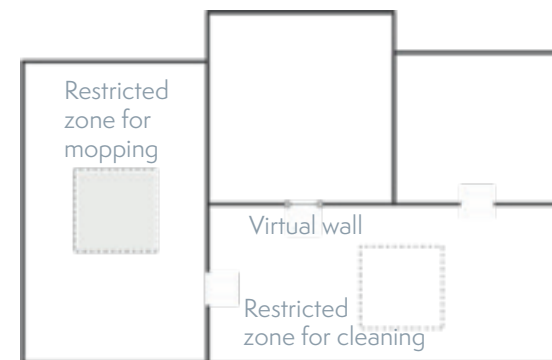 Restricted
zone for
mopping
Virtual wall
Restricted
zone for cleaning